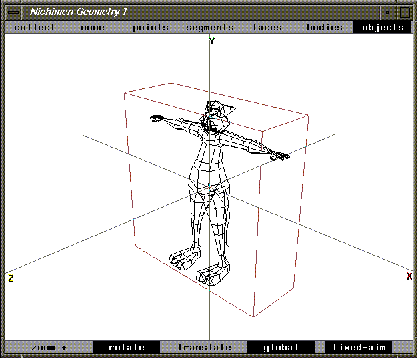 Nichimen Geometry 1
collect none points segments faces bodies objects
Y
Z
X
zoom + rotate translate global fixed-aim